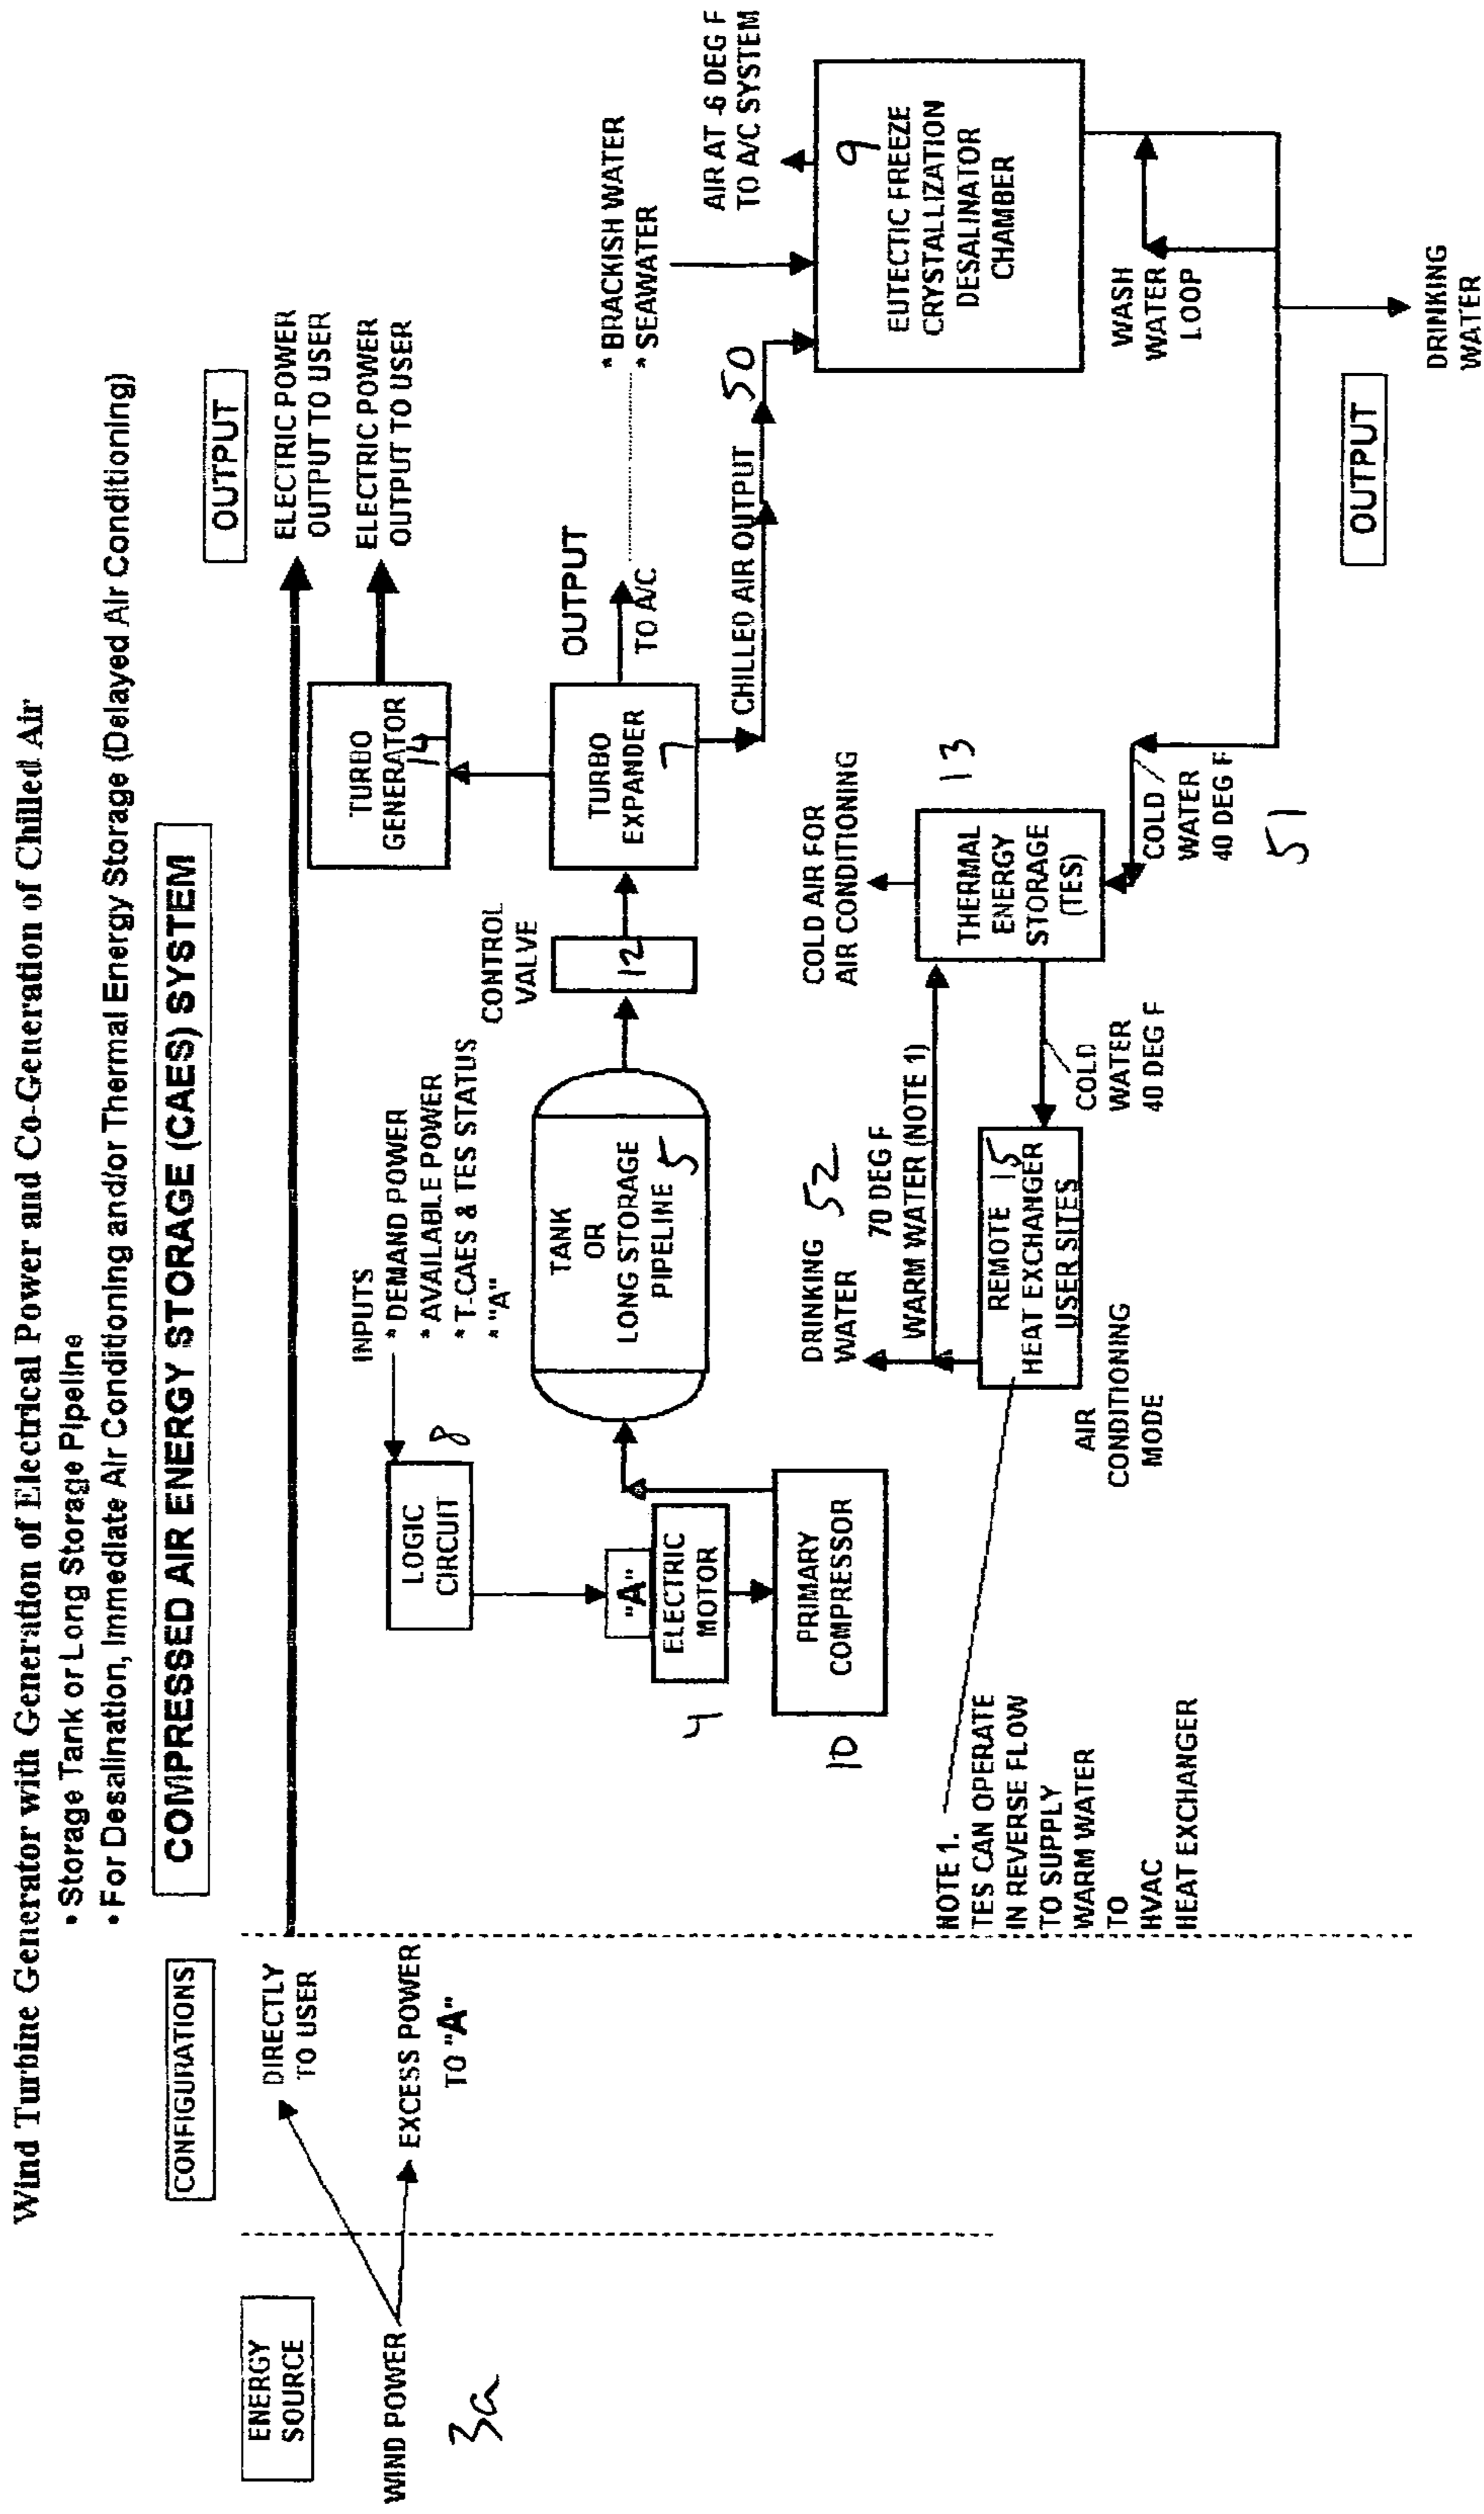 Wind Turbine Generator with Generation of Electrical Power and Co-Generation of Chilled Air
• Storage Tank or Long Storage Pipeline
• For Desalination, Immediate Air Conditioning and/or Thermal Energy Storage (Delayed Air Conditioning)
ENERGY
SOURCE
CONFIGURATIONS
COMPRESSED AIR ENERGY STORAGE (CAES) SYSTEM
OUTPUT
WIND POWER
3a
DIRECTLY
TO USER
EXCESS POWER
TO "A"
ELECTRIC POWER
OUTPUT TO USER
ELECTRIC POWER
OUTPUT TO USER
INPUTS
* DEMAND POWER
* AVAILABLE POWER
* T-CAES & TES STATUS
* "A"
LOGIC
CIRCUIT
8
"A"
ELECTRIC
MOTOR
4
PRIMARY
COMPRESSOR
10
TANK
OR
LONG STORAGE
PIPELINE 5
CONTROL
VALVE
12
TURBO
GENERATOR
14
TURBO
EXPANDER
7
OUTPUT
TO A/C
* BRACKISH WATER
* SEAWATER
CHILLED AIR OUTPUT 50
AIR AT -6 DEG F
TO A/C SYSTEM
9
EUTECTIC FREEZE
CRYSTALLIZATION
DESALINATOR
CHAMBER
WASH
WATER
LOOP
DRINKING
WATER
OUTPUT
COLD AIR FOR
AIR CONDITIONING
THERMAL
ENERGY
STORAGE
(TES)
13
COLD
WATER
40 DEG F
51
DRINKING
WATER
52
70 DEG F
WARM WATER (NOTE 1)
REMOTE 15
HEAT EXCHANGER
USER SITES
COLD
WATER
40 DEG F
AIR
CONDITIONING
MODE
NOTE 1.
TES CAN OPERATE
IN REVERSE FLOW
TO SUPPLY
WARM WATER
TO
HVAC
HEAT EXCHANGER